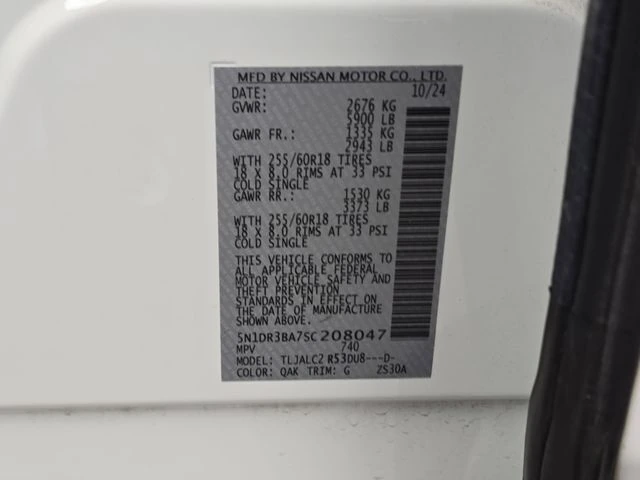 MFD BY NISSAN MOTOR CO., LTD.
DATE: 10/24
GVWR: 2676 KG
5900 LB
GAWR FR.: 1335 KG
2943 LB
WITH 255/60R18 TIRES
18 X 8.0 RIMS AT 33 PSI
COLD SINGLE
GAWR RR.: 1530 KG
3373 LB
WITH 255/60R18 TIRES
18 X 8.0 RIMS AT 33 PSI
COLD SINGLE
THIS VEHICLE CONFORMS TO
ALL APPLICABLE FEDERAL
MOTOR VEHICLE SAFETY AND
THEFT PREVENTION
STANDARDS IN EFFECT ON
THE DATE OF MANUFACTURE
SHOWN ABOVE.
5N1DR3BA7SC208047
MPV 740
MODEL: TLJALC2 R53DU8---D-
COLOR: QAK TRIM: G ZS30A